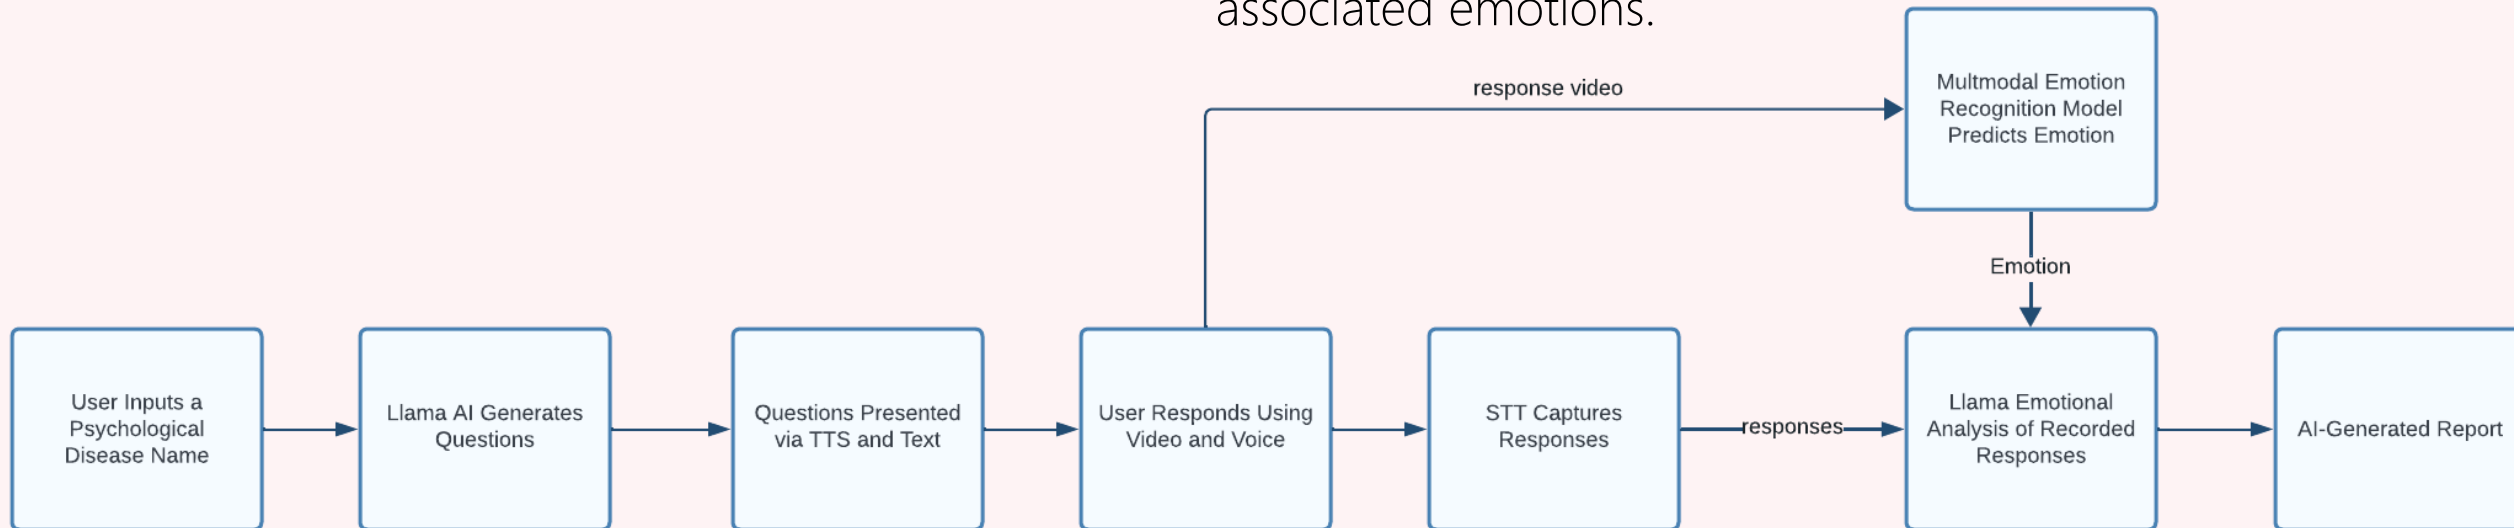 associated emotions.
response video
Multmodal Emotion
Recognition Model
Predicts Emotion
Emotion
User Inputs a
Psychological
Disease Name
Llama AI Generates
Questions
Questions Presented
via TTS and Text
User Responds Using
Video and Voice
STT Captures
Responses
responses
Llama Emotional
Analysis of Recorded
Responses
AI-Generated Report